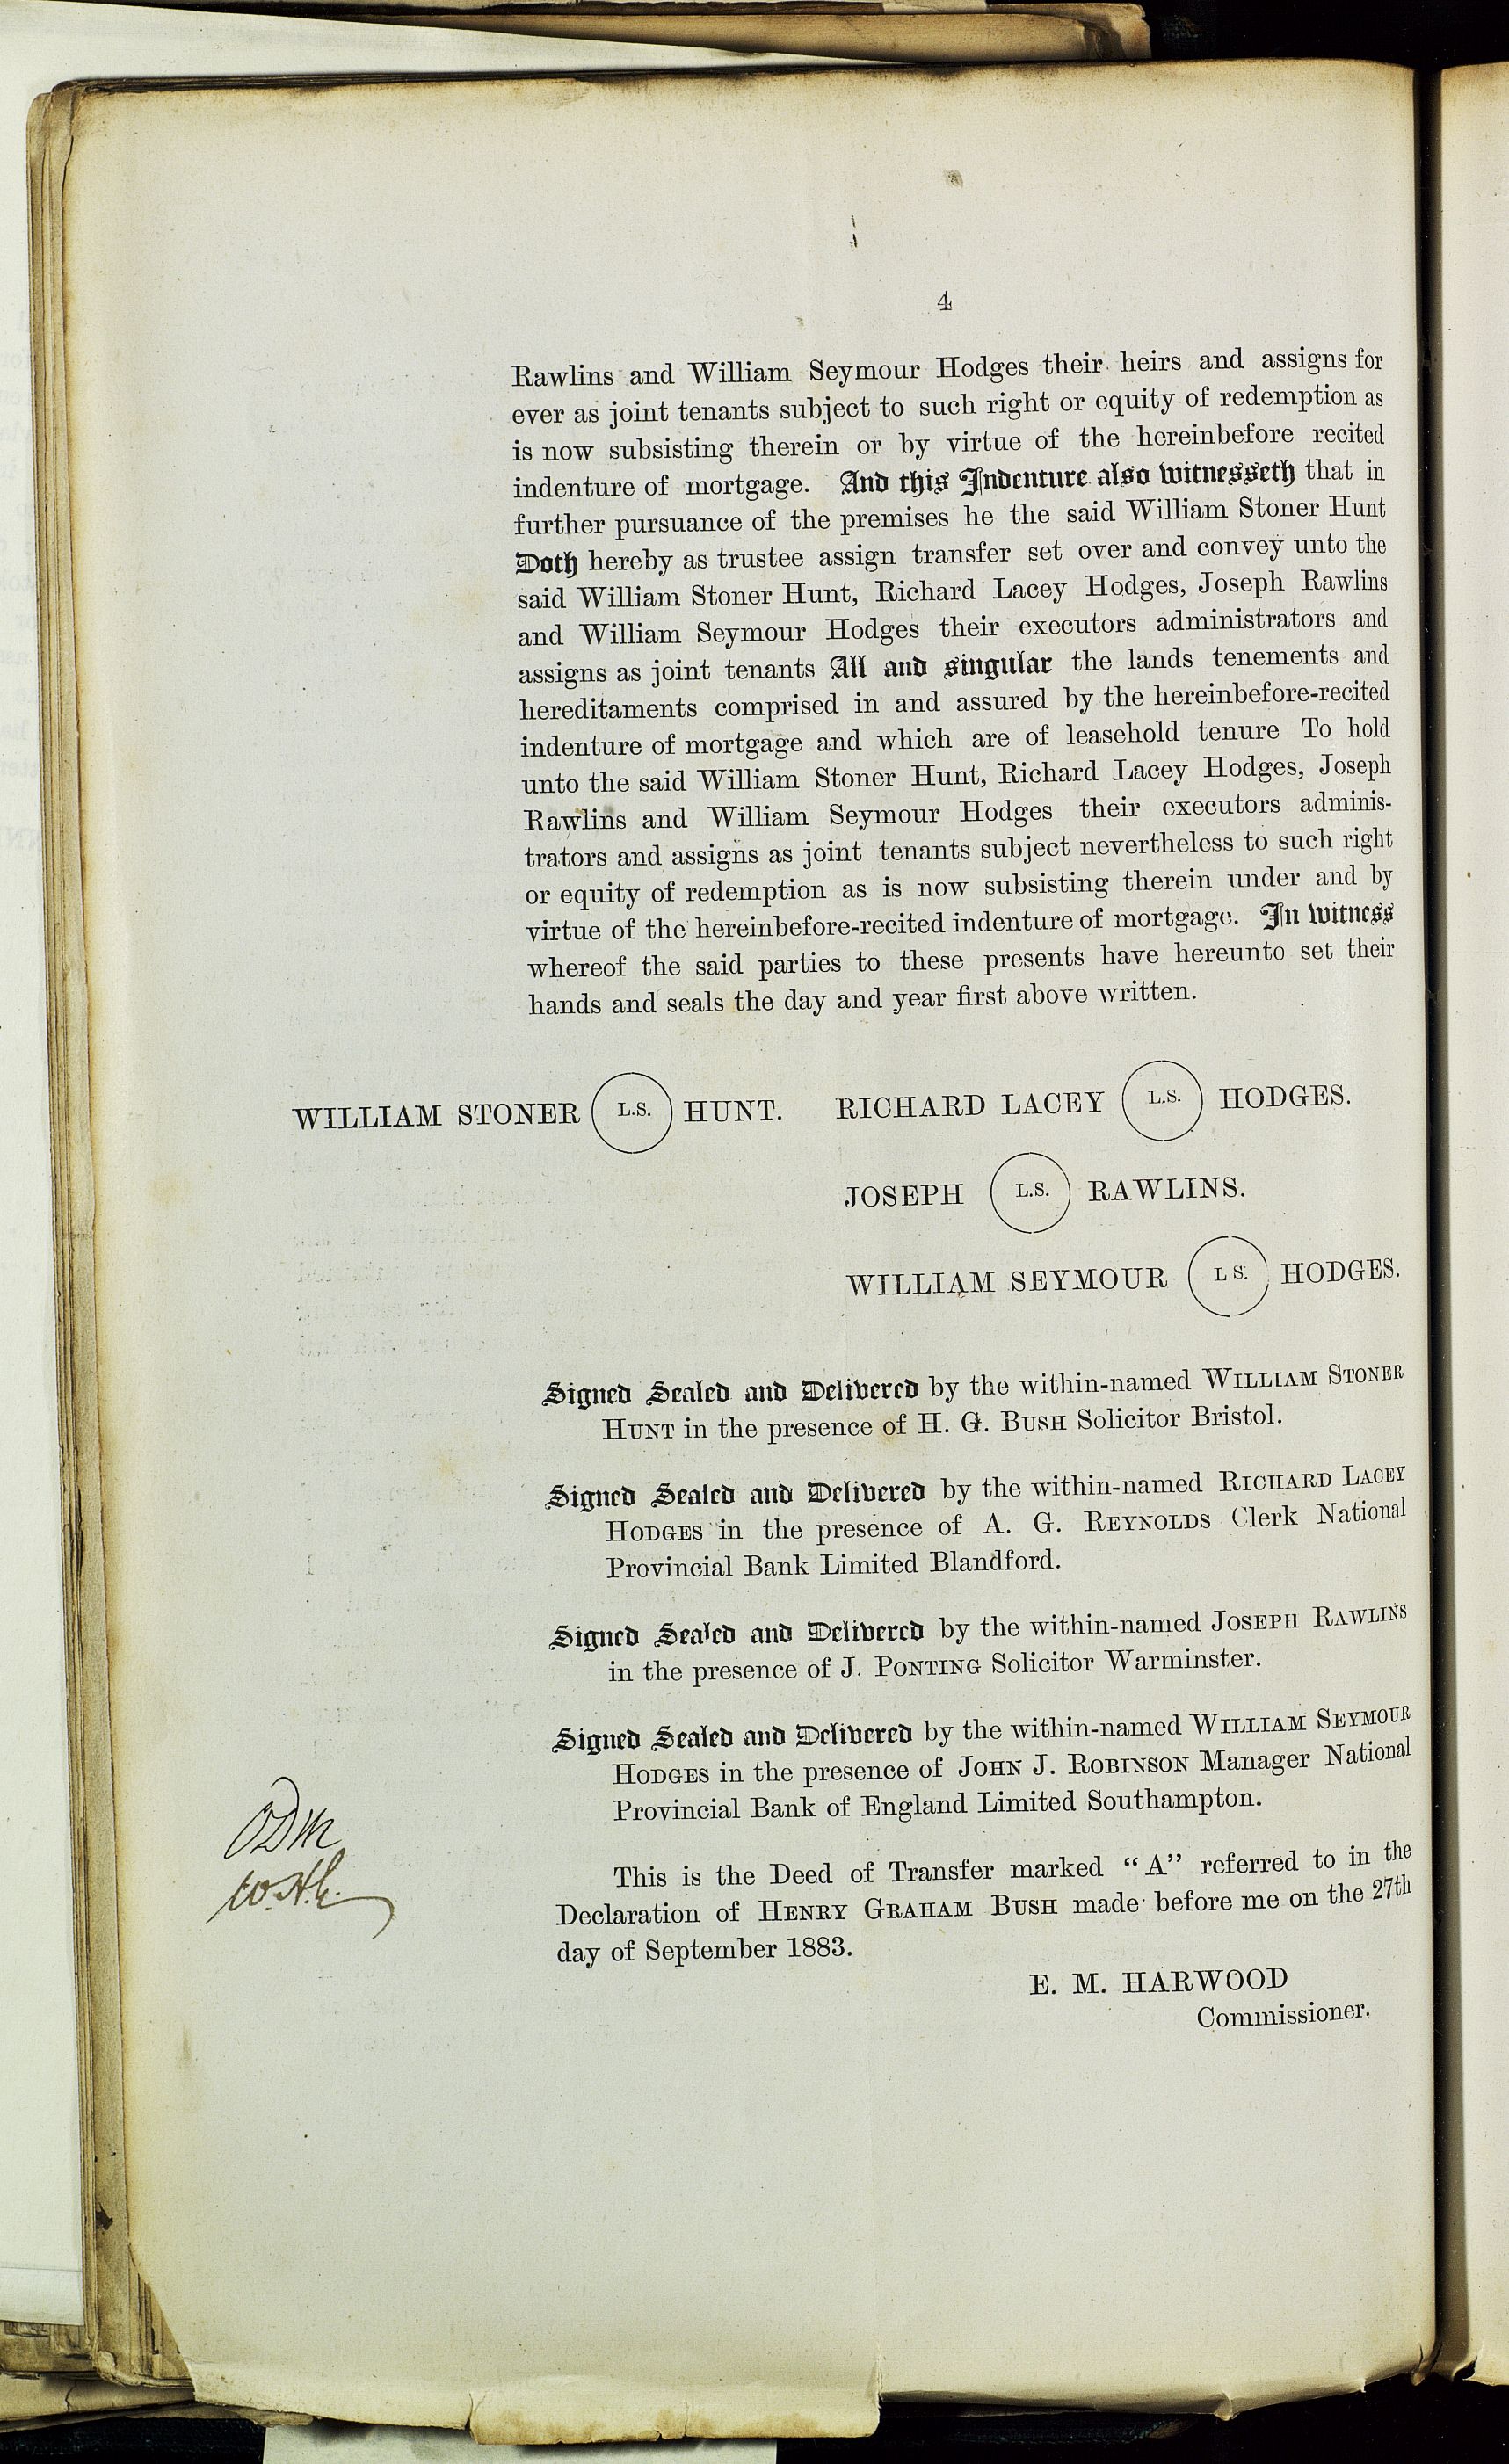 4
Rawlins and William Seymour Hodges their heirs and assigns for
ever as joint tenants subject to such right or equity of redemption as
is now subsisting therein or by virtue of the hereinbefore recited
indenture of mortgage. And this Indenture also witnesseth that in
further pursuance of the premises he the said William Stoner Hunt
Doth hereby as trustee assign transfer set over and convey unto the
said William Stoner Hunt, Richard Lacey Hodges, Joseph Rawlins
and William Seymour Hodges their executors administrators and
assigns as joint tenants All and singular the lands tenements and
hereditaments comprised in and assured by the hereinbefore-recited
indenture of mortgage and which are of leasehold tenure To hold
unto the said William Stoner Hunt, Richard Lacey Hodges, Joseph
Rawlins and William Seymour Hodges their executors adminis-
trators and assigns as joint tenants subject nevertheless to such right
or equity of redemption as is now subsisting therein under and by
virtue of the hereinbefore-recited indenture of mortgage. In witness
whereof the said parties to these presents have hereunto set their
hands and seals the day and year first above written.
WILLIAM STONER L.S. HUNT. RICHARD LACEY L.S. HODGES.
JOSEPH L.S. RAWLINS.
WILLIAM SEYMOUR L S. HODGES.
Signed Sealed and Delivered by the within-named WILLIAM STONER
HUNT in the presence of H. G. BUSH Solicitor Bristol.
Signed Sealed and Delivered by the within-named RICHARD LACEY
HODGES in the presence of A. G. REYNOLDS Clerk National
Provincial Bank Limited Blandford.
Signed Sealed and Delivered by the within-named JOSEPH RAWLINS
in the presence of J. PONTING Solicitor Warminster.
Signed Sealed and Delivered by the within-named WILLIAM SEYMOUR
HODGES in the presence of JOHN J. ROBINSON Manager National
Provincial Bank of England Limited Southampton.
This is the Deed of Transfer marked “A” referred to in the
Declaration of HENRY GRAHAM BUSH made before me on the 27th
day of September 1883.
E. M. HARWOOD
Commissioner.